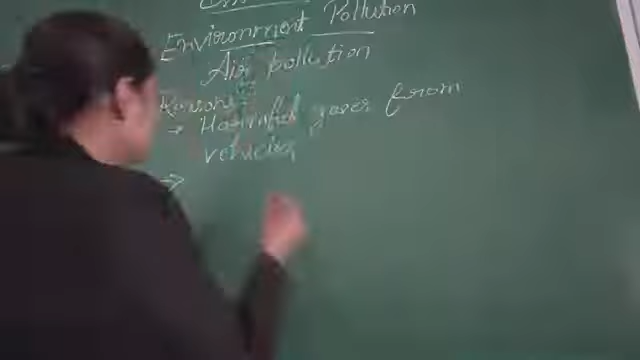 Environment Pollution
Air pollution
Reasons:
→ Harmful gases from
vehicles,
→